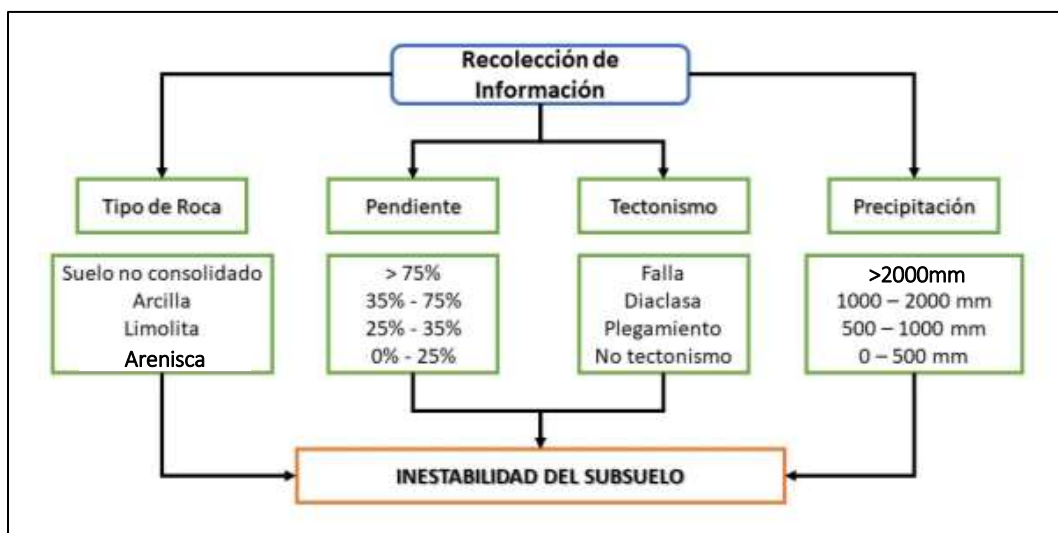 Recolección de
Información
Tipo de Roca
Pendiente
Tectonismo
Precipitación
Suelo no consolidado
Arcilla
Limolita
Arenisca
> 75%
35% - 75%
25% - 35%
0% - 25%
Falla
Diaclasa
Plegamiento
No tectonismo
>2000mm
1000 – 2000 mm
500 – 1000 mm
0 – 500 mm
INESTABILIDAD DEL SUBSUELO